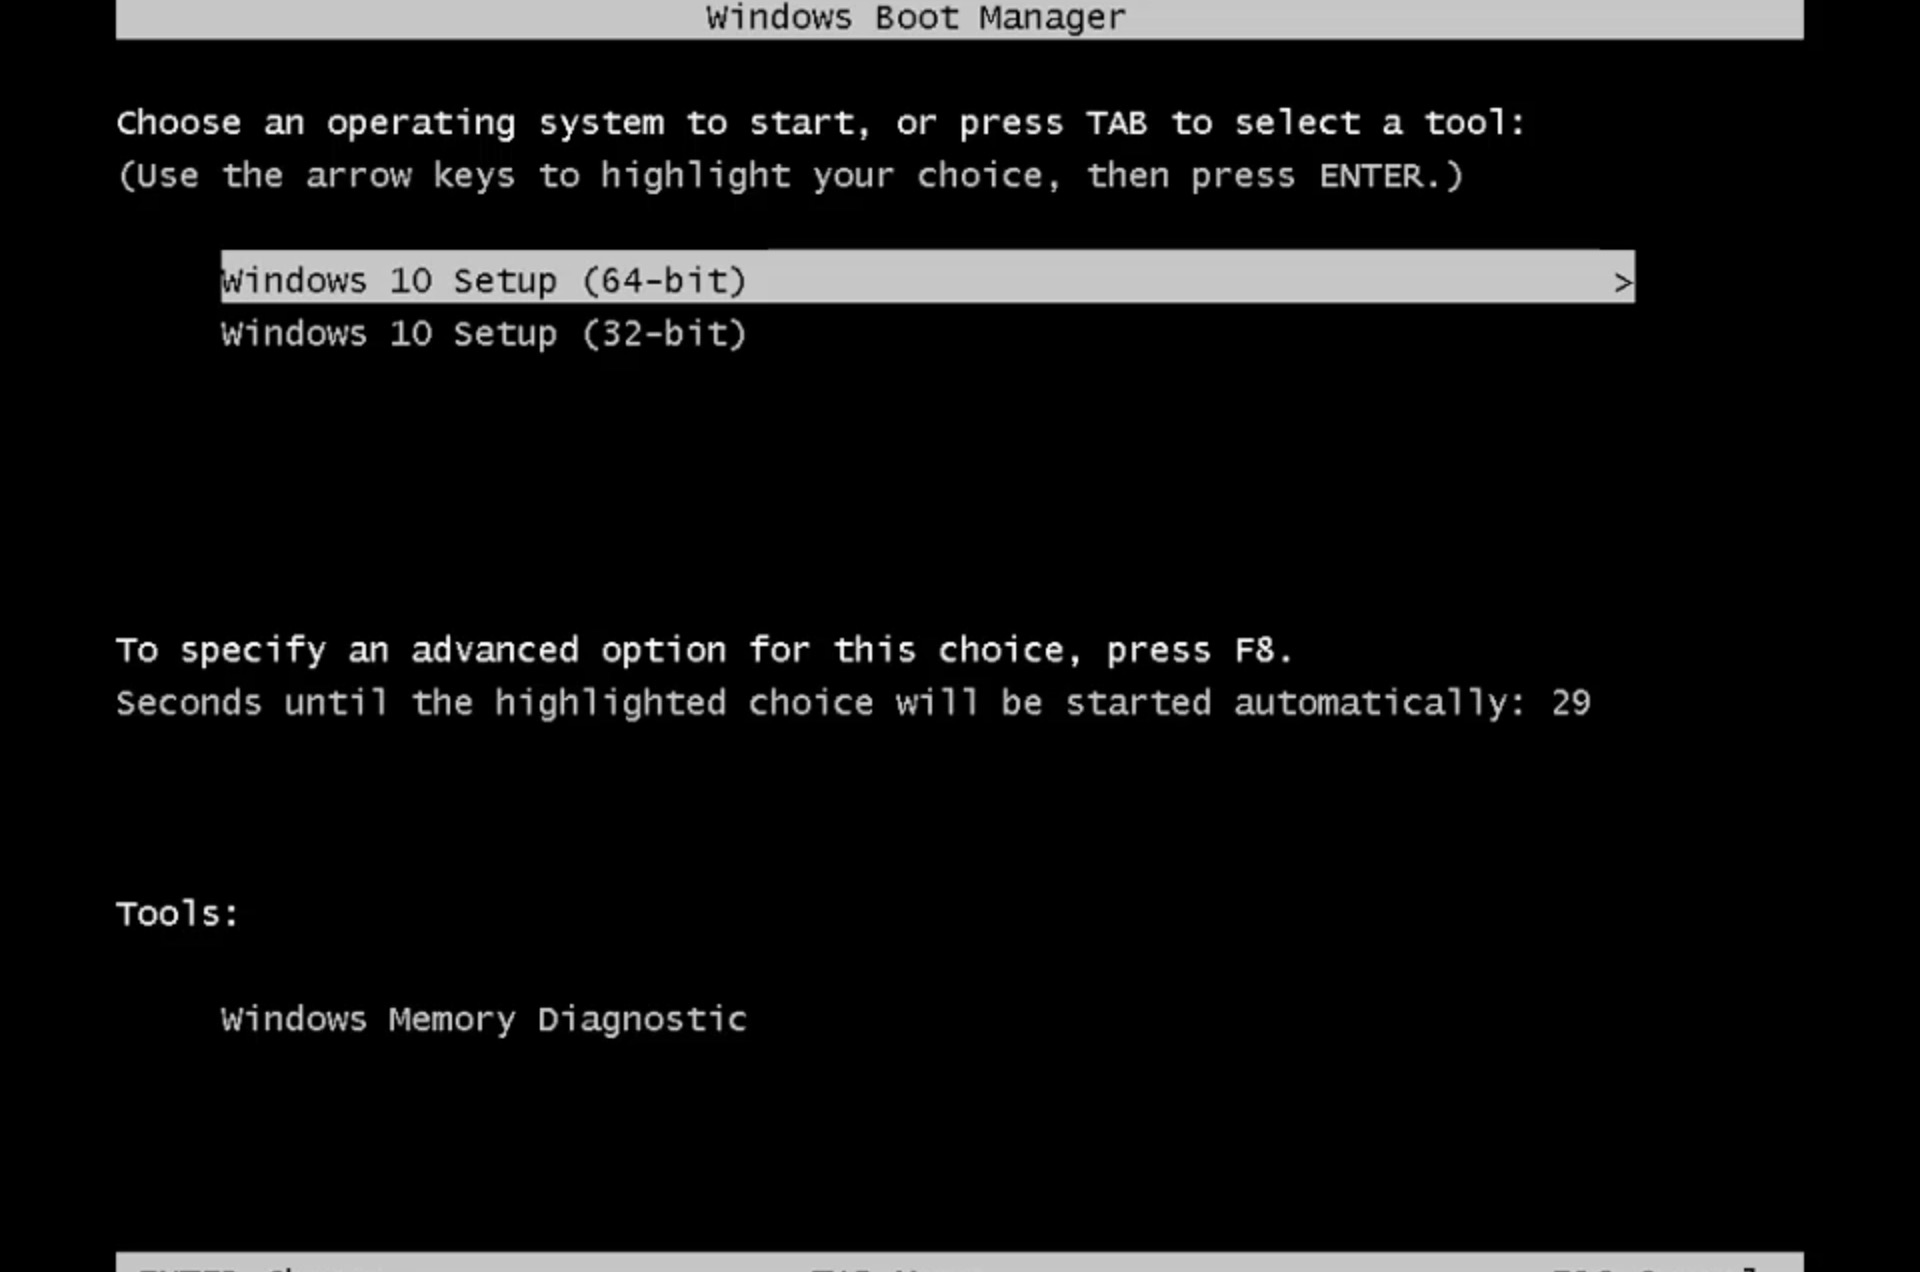 Windows Boot Manager
Choose an operating system to start, or press TAB to select a tool:
(Use the arrow keys to highlight your choice, then press ENTER.)
Windows 10 Setup (64-bit) >
Windows 10 Setup (32-bit)
To specify an advanced option for this choice, press F8.
Seconds until the highlighted choice will be started automatically: 29
Tools:
Windows Memory Diagnostic